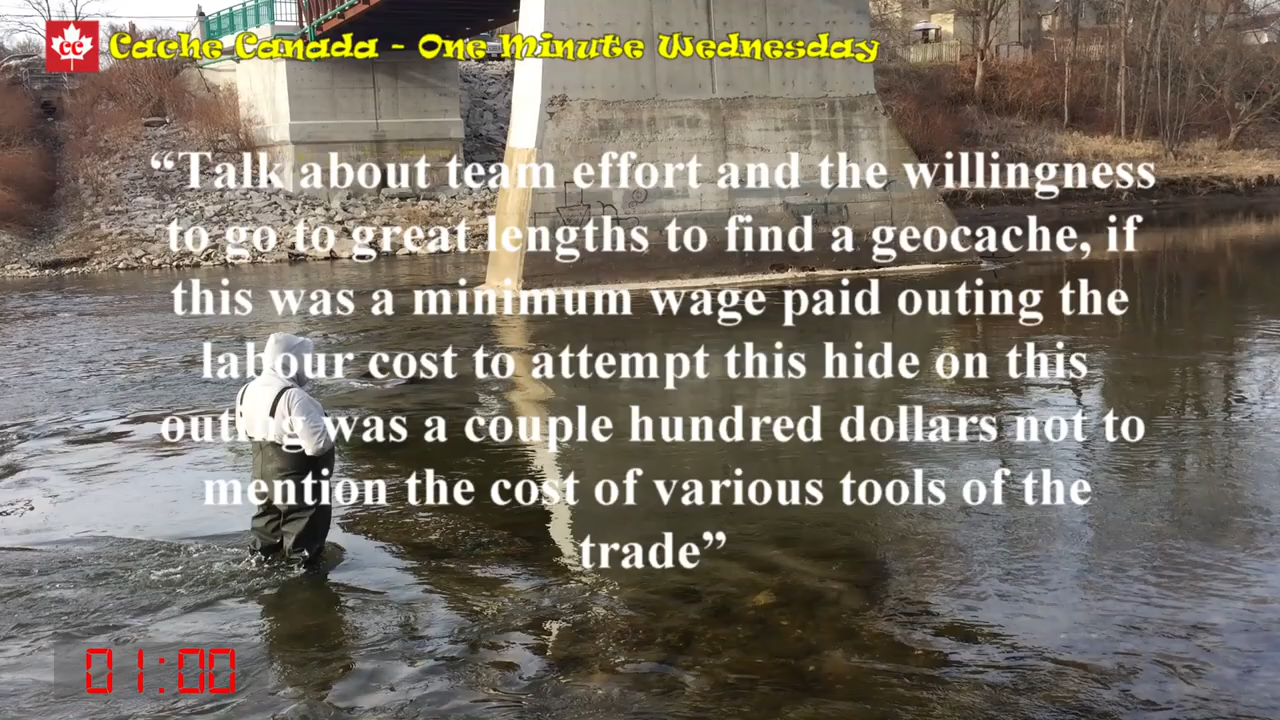 CC
Cache Canada - One Minute Wednesday
“Talk about team effort and the willingness
to go to great lengths to find a geocache, if
this was a minimum wage paid outing the
labour cost to attempt this hide on this
outing was a couple hundred dollars not to
mention the cost of various tools of the
trade”
01:00